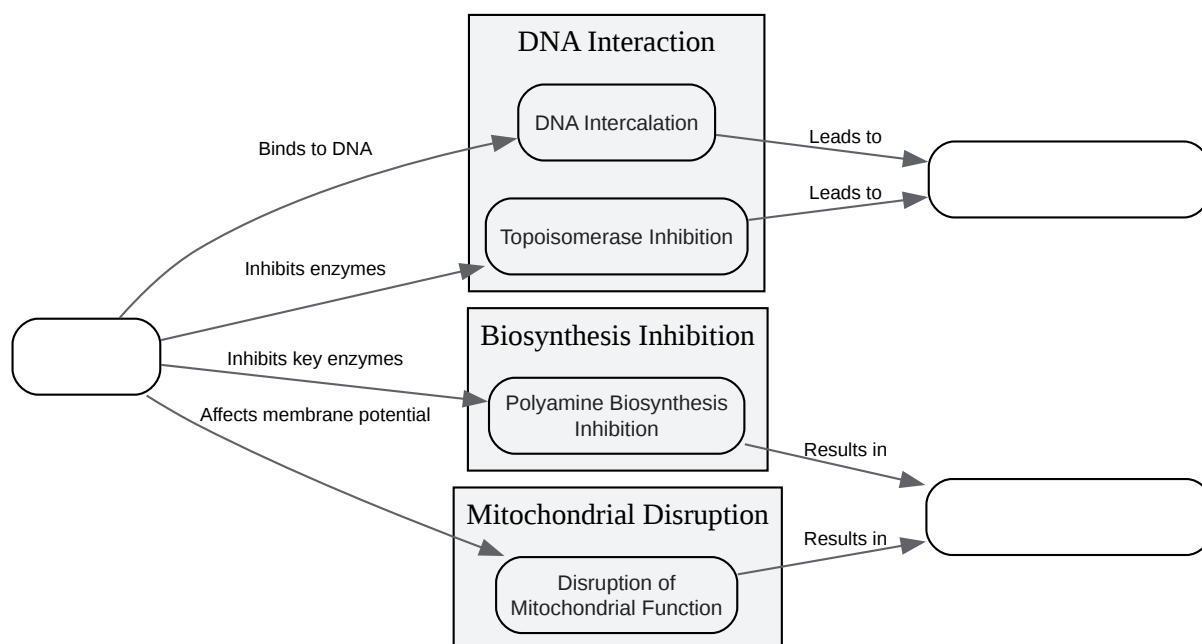 DNA Interaction
DNA Intercalation
Leads to
Binds to DNA
Leads to
Topoisomerase Inhibition
Inhibits enzymes
Biosynthesis Inhibition
Inhibits key enzymes
Polyamine Biosynthesis
Inhibition
Affects membrane potential
Results in
Mitochondrial Disruption
Results in
Disruption of
Mitochondrial Function